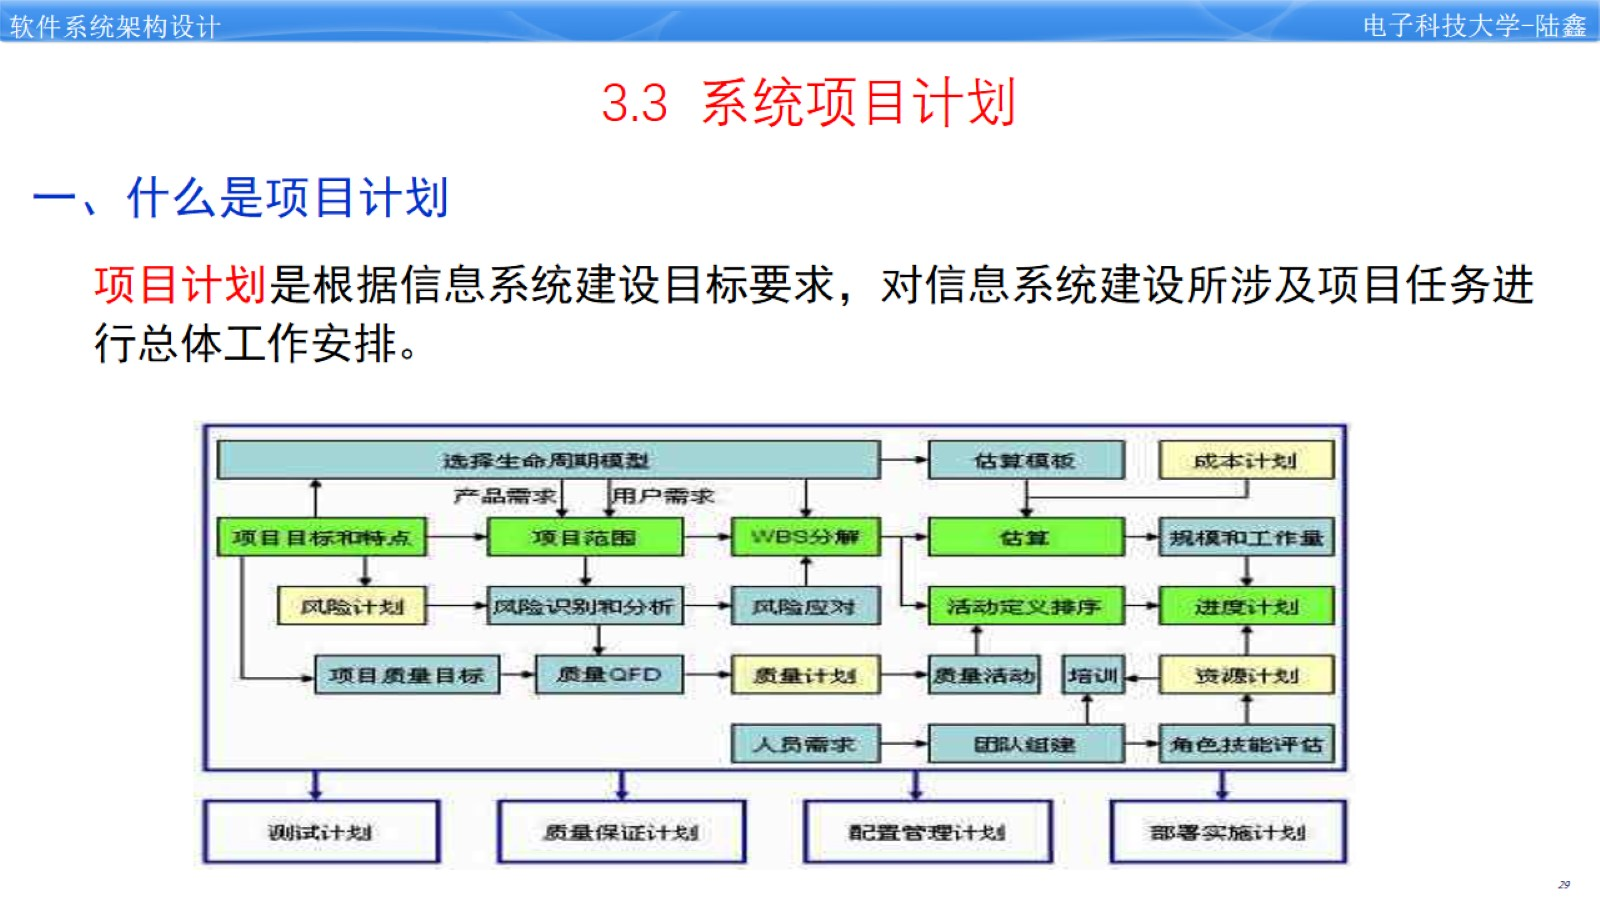 软件系统架构设计
电子科技大学-陆鑫
3.3 系统项目计划
一、什么是项目计划
项目计划是根据信息系统建设目标要求，对信息系统建设所涉及项目任务进
行总体工作安排。
选择生命周期模型
估算模板
成本计划
产品需求
用户需求
项目目标和特点
项目范围
WBS分解
估算
规模和工作量
风险计划
风险识别和分析
风险应对
活动定义排序
进度计划
项目质量目标
质量QFD
质量计划
质量活动
培训
资源计划
人员需求
团队组建
角色技能评估
测试计划
质量保证计划
配置管理计划
部署实施计划
29